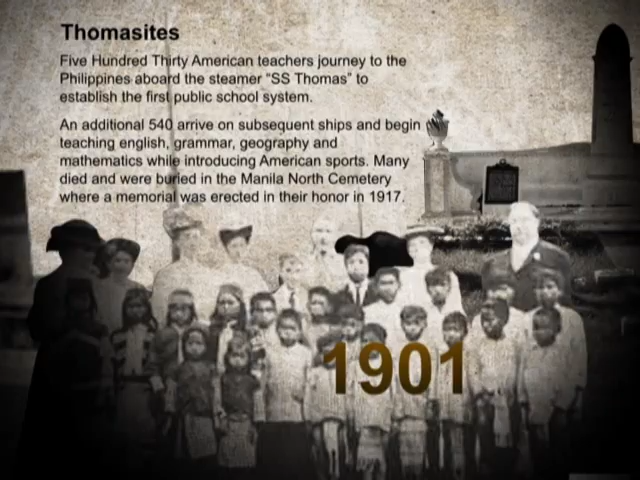 Thomasites
Five Hundred Thirty American teachers journey to the
Philippines aboard the steamer "SS Thomas" to
establish the first public school system.
An additional 540 arrive on subsequent ships and begin
teaching english, grammar, geography and
mathematics while introducing American sports. Many
died and were buried in the Manila North Cemetery
where a memorial was erected in their honor in 1917.
1901